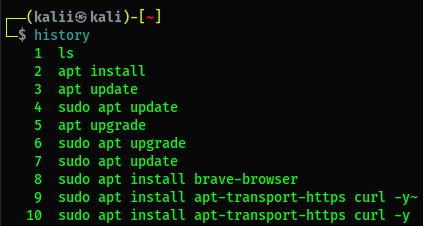 ┌──(kalii㉿kali)-[~]
└─$ history
1 ls
2 apt install
3 apt update
4 sudo apt update
5 apt upgrade
6 sudo apt upgrade
7 sudo apt update
8 sudo apt install brave-browser
9 sudo apt install apt-transport-https curl -y~
10 sudo apt install apt-transport-https curl -y